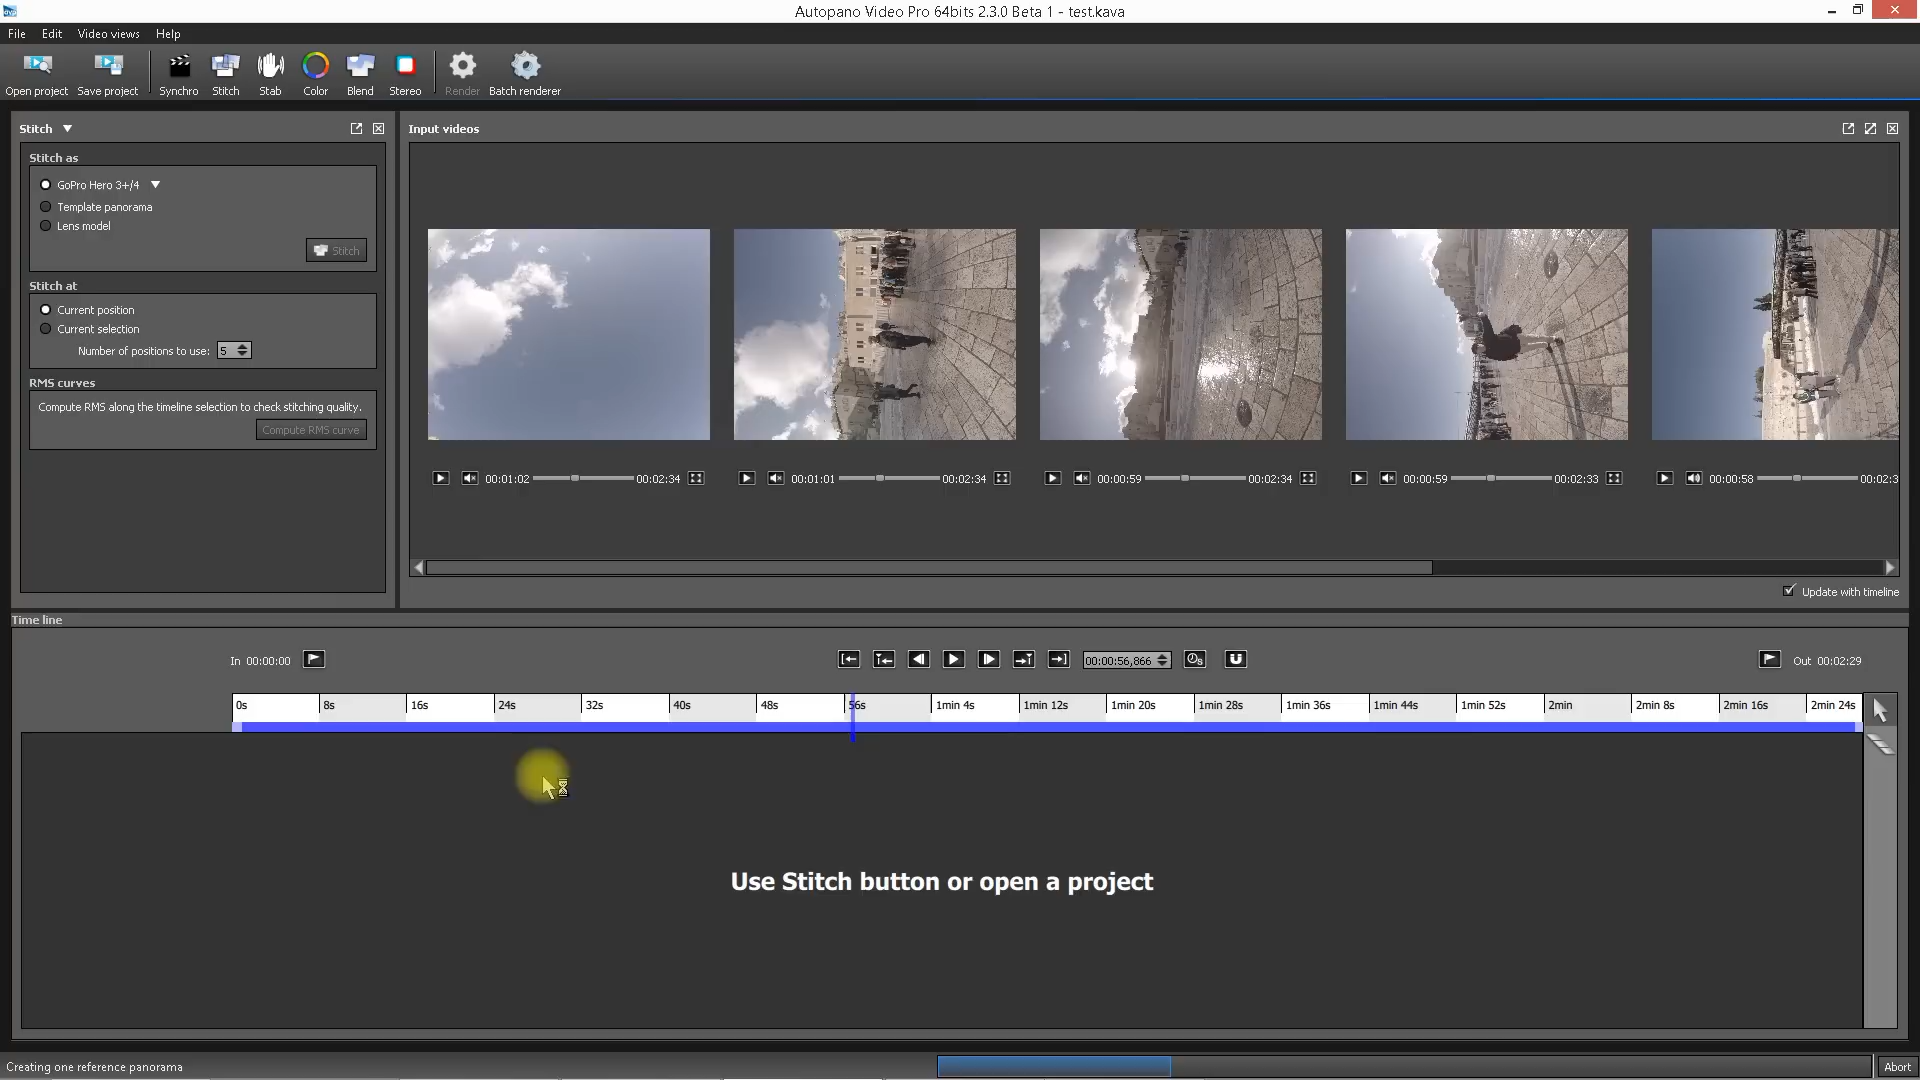 Autopano Video Pro 64bits 2.3.0 Beta 1 - test.kava
File Edit Video views Help
Open project Save project Synchro Stitch Stab Color Blend Stereo Render Batch renderer
Stitch
Input videos
Stitch as
GoPro Hero 3+/4
Template panorama
Lens model
Stitch
Stitch at
Current position
Current selection
Number of positions to use: 5
RMS curves
Compute RMS along the timeline selection to check stitching quality.
Compute RMS curve
00:01:02 00:02:34 00:01:01 00:02:34 00:00:59 00:02:34 00:00:59 00:02:33 00:00:58 00:02:3
Update with timeline
Time line
In 00:00:00 00:00:56,866 Out 00:02:29
0s 8s 16s 24s 32s 40s 48s 56s 1min 4s 1min 12s 1min 20s 1min 28s 1min 36s 1min 44s 1min 52s 2min 2min 8s 2min 16s 2min 24s
Use Stitch button or open a project
Creating one reference panorama
Abort